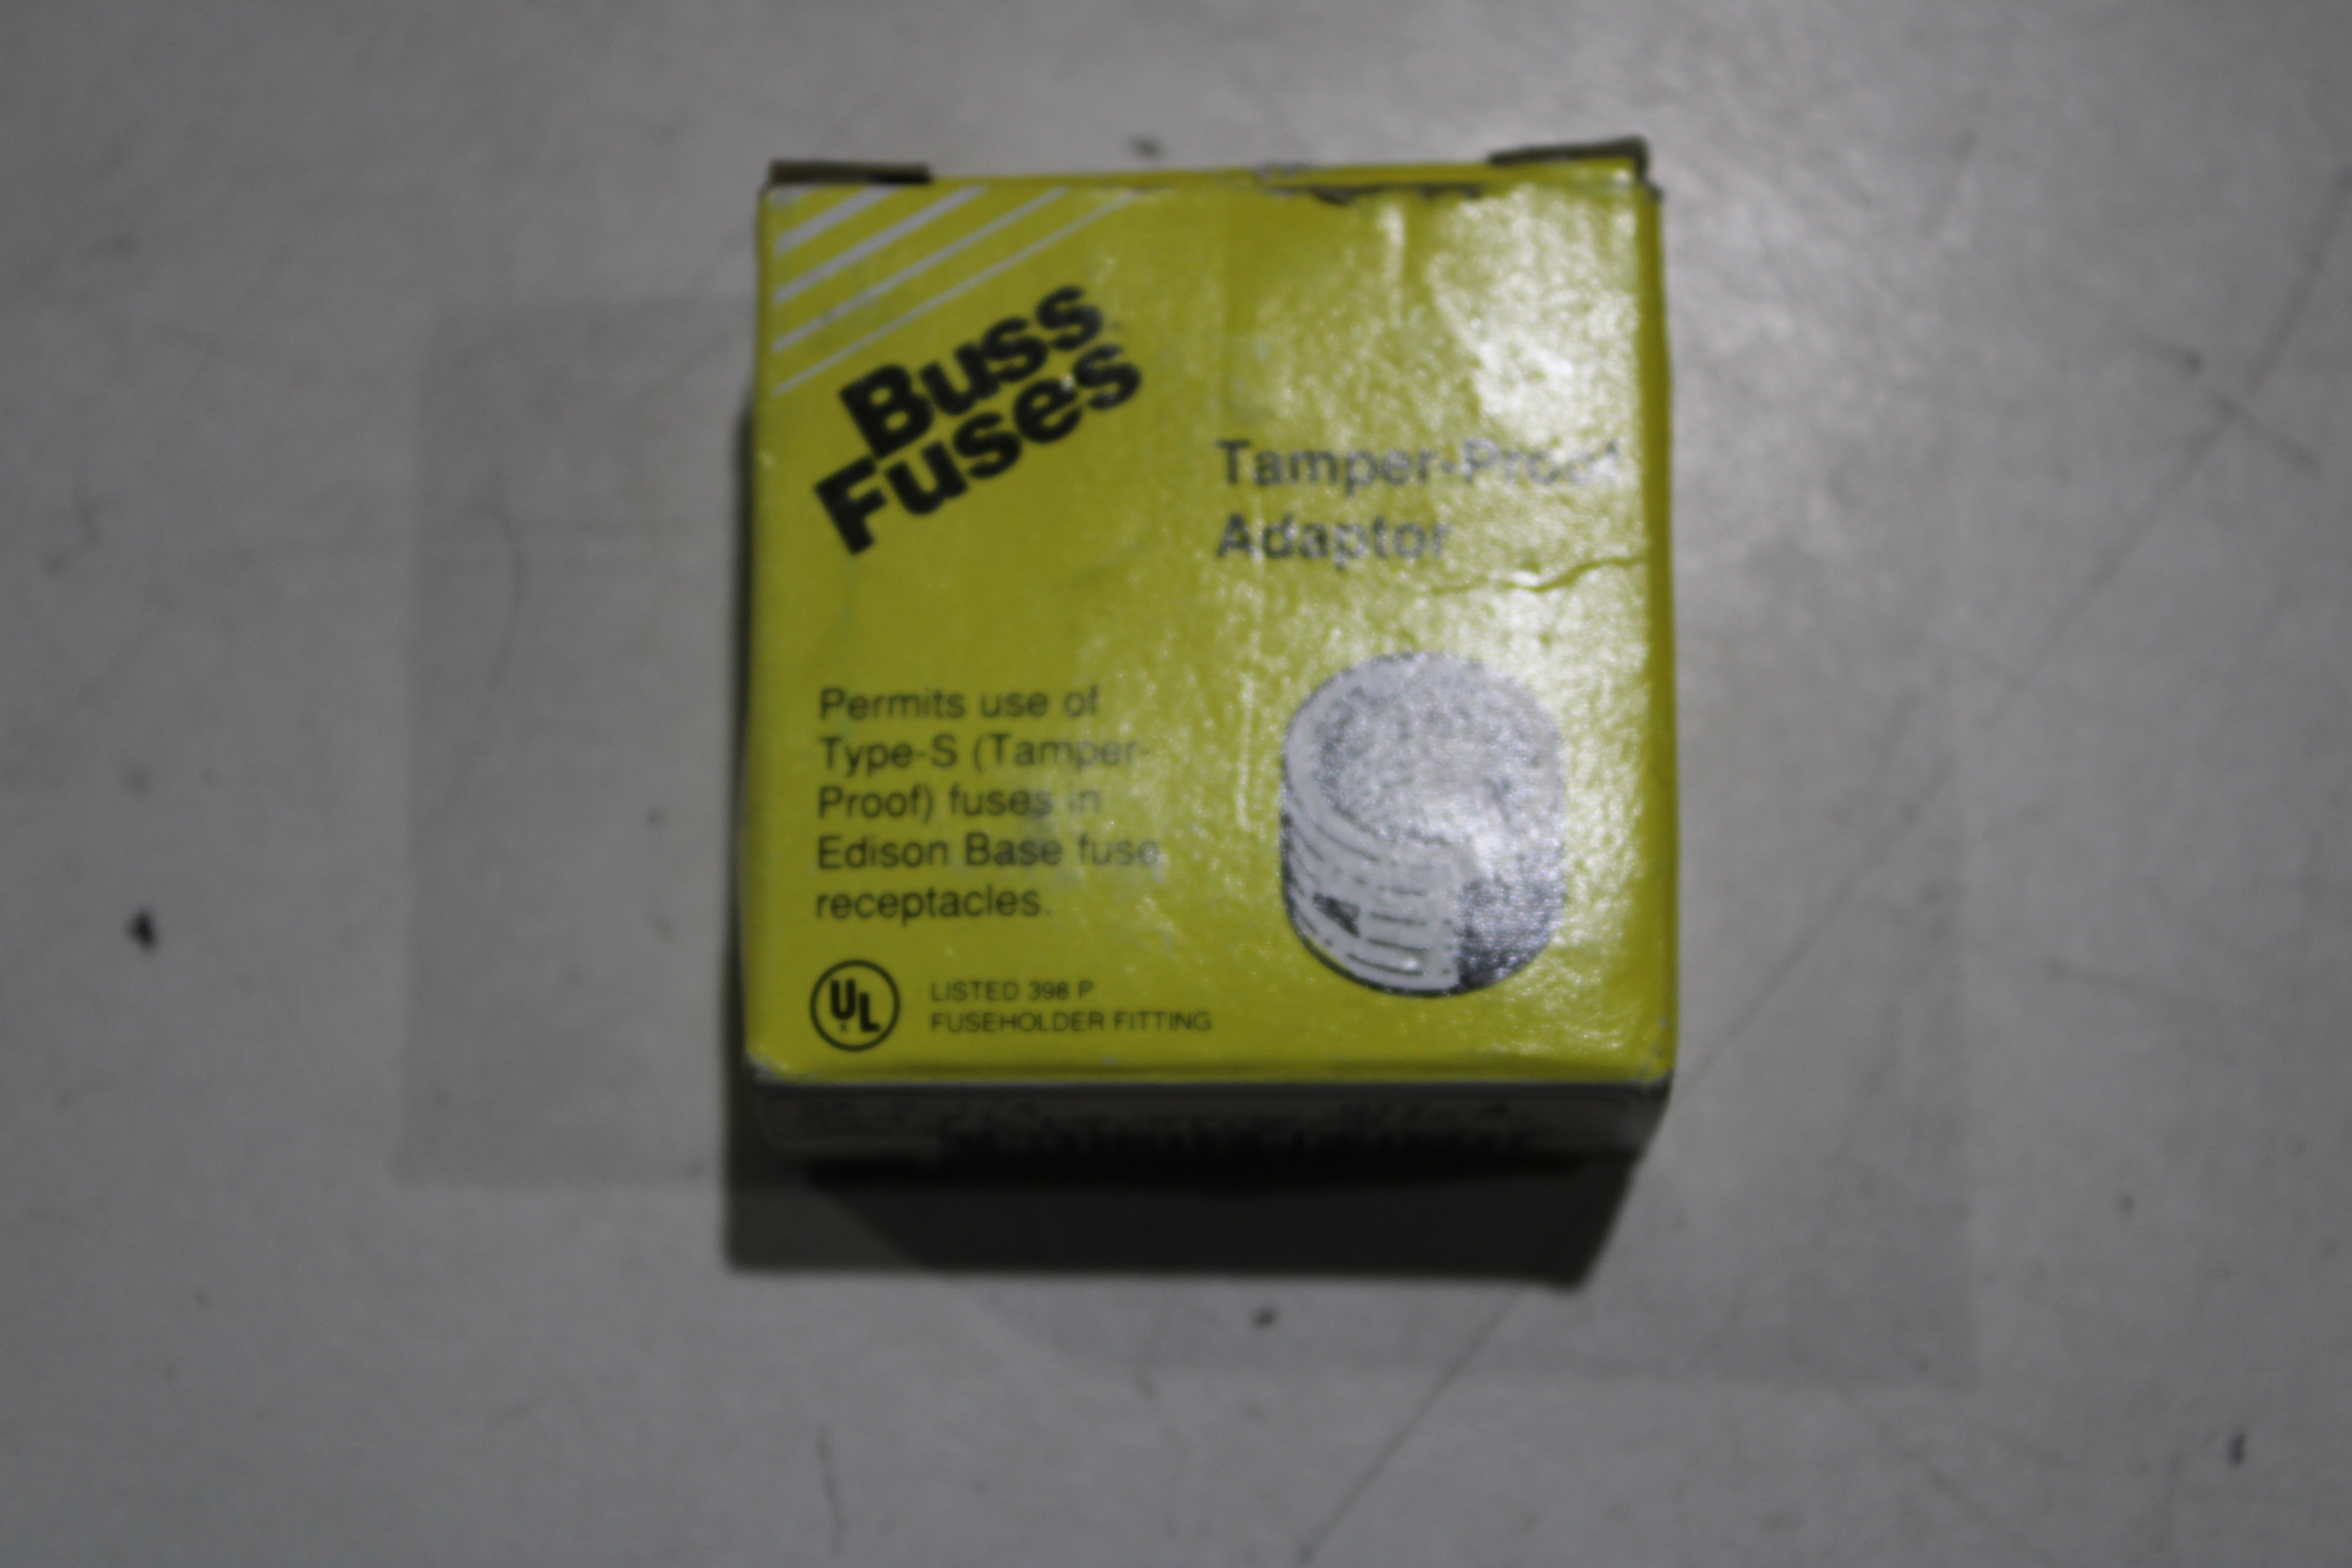 Buss
Fuses
Tamper-Proof
Adaptor
Permits use of
Type-S (Tamper-
Proof) fuses in
Edison Base fuse
receptacles.
UL
LISTED 398 P
FUSEHOLDER FITTING